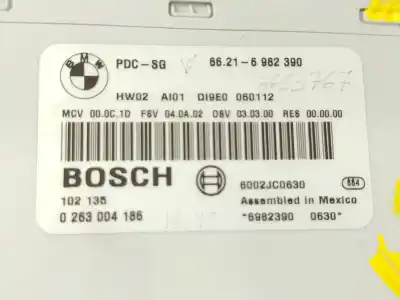 BMW
PDC-SG 66.21-6 982 390
HW02 AI01 DI9E0 060112
MCV 00.0C.1D FSV 04.0A.02 OSV 03.03.00 RES 00.00.00
BOSCH 6002JC0630 664
102 135 Assembled in Mexico
0 263 004 186 *6982390 0630*